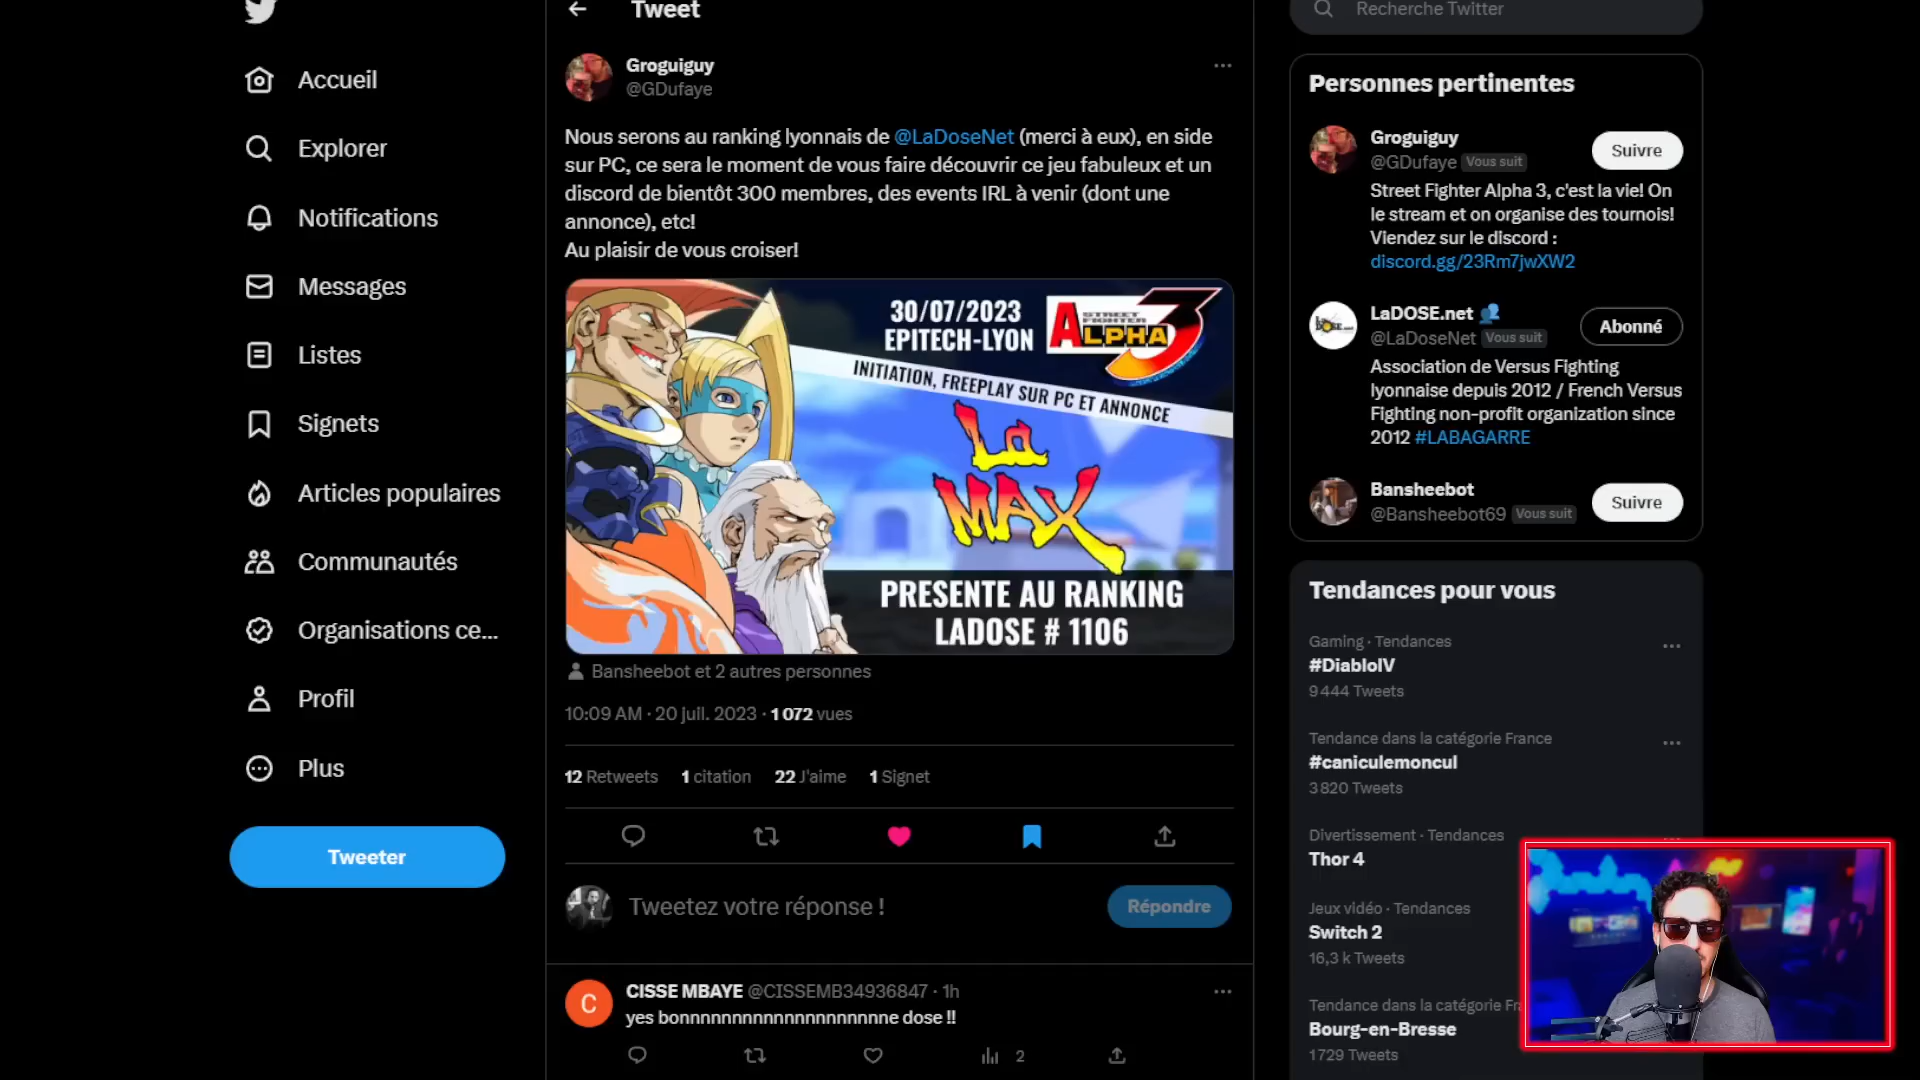 Tweet
Recherche Twitter
Accueil
Explorer
Notifications
Messages
Listes
Signets
Articles populaires
Communautés
Organisations ce...
Profil
Plus
Tweeter
Groguiguy
@GDufaye
Nous serons au ranking lyonnais de @LaDoseNet (merci à eux), en side
sur PC, ce sera le moment de vous faire découvrir ce jeu fabuleux et un
discord de bientôt 300 membres, des events IRL à venir (dont une
annonce), etc!
Au plaisir de vous croiser!
30/07/2023
EPITECH-LYON
STREET FIGHTER
ALPHA 3
INITIATION, FREEPLAY SUR PC ET ANNONCE
La
MAX
PRESENTE AU RANKING
LADOSE # 1106
Bansheebot et 2 autres personnes
10:09 AM · 20 juil. 2023 · 1 072 vues
12 Retweets 1 citation 22 J'aime 1 Signet
Tweetez votre réponse !
Répondre
C
CISSE MBAYE @CISSEMB34936847 · 1h
yes bonnnnnnnnnnnnnnnnnnnne dose !!
2
Personnes pertinentes
Groguiguy
@GDufaye Vous suit
Suivre
Street Fighter Alpha 3, c'est la vie! On
le stream et on organise des tournois!
Viendez sur le discord :
discord.gg/23Rm7jwXW2
LaDOSE.net
@LaDoseNet Vous suit
Abonné
Association de Versus Fighting
lyonnaise depuis 2012 / French Versus
Fighting non-profit organization since
2012 #LABAGARRE
Bansheebot
@Bansheebot69 Vous suit
Suivre
Tendances pour vous
Gaming · Tendances
#DiabloIV
9 444 Tweets
Tendance dans la catégorie France
#caniculemoncul
3 820 Tweets
Divertissement · Tendances
Thor 4
Jeux vidéo · Tendances
Switch 2
16,3 k Tweets
Tendance dans la catégorie Fr
Bourg-en-Bresse
1 729 Tweets